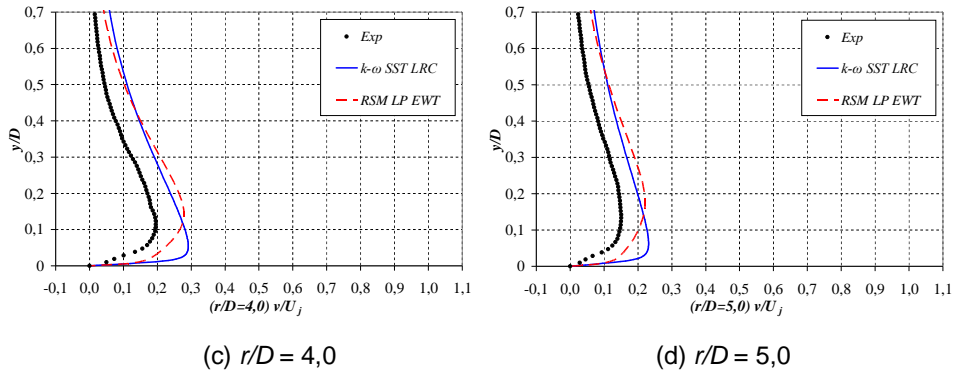 0,7
0,6
0,5
0,4
0,3
0,2
0,1
0
y/D
Exp
k-ω SST LRC
RSM LP EWT
-0,1 0,0 0,1 0,2 0,3 0,4 0,5 0,6 0,7 0,8 0,9 1,0 1,1
(r/D=4,0) v/U j
(c) r/D = 4,0
0,7
0,6
0,5
0,4
0,3
0,2
0,1
0
y/D
Exp
k-ω SST LRC
RSM LP EWT
-0,1 0,0 0,1 0,2 0,3 0,4 0,5 0,6 0,7 0,8 0,9 1,0 1,1
(r/D=5,0) v/U j
(d) r/D = 5,0